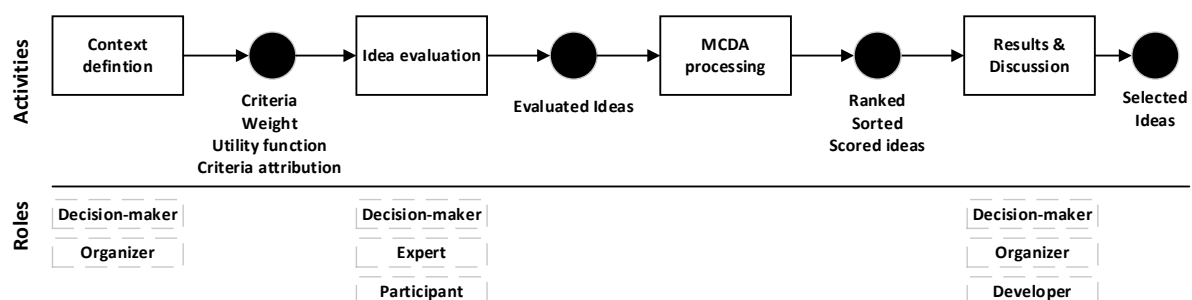 Activities
Context
defintion
Idea evaluation
MCDA
processing
Results &
Discussion
Criteria
Weight
Utility function
Criteria attribution
Evaluated Ideas
Ranked
Sorted
Scored ideas
Selected
Ideas
Roles
Decision-maker
Organizer
Decision-maker
Expert
Participant
Decision-maker
Organizer
Developer